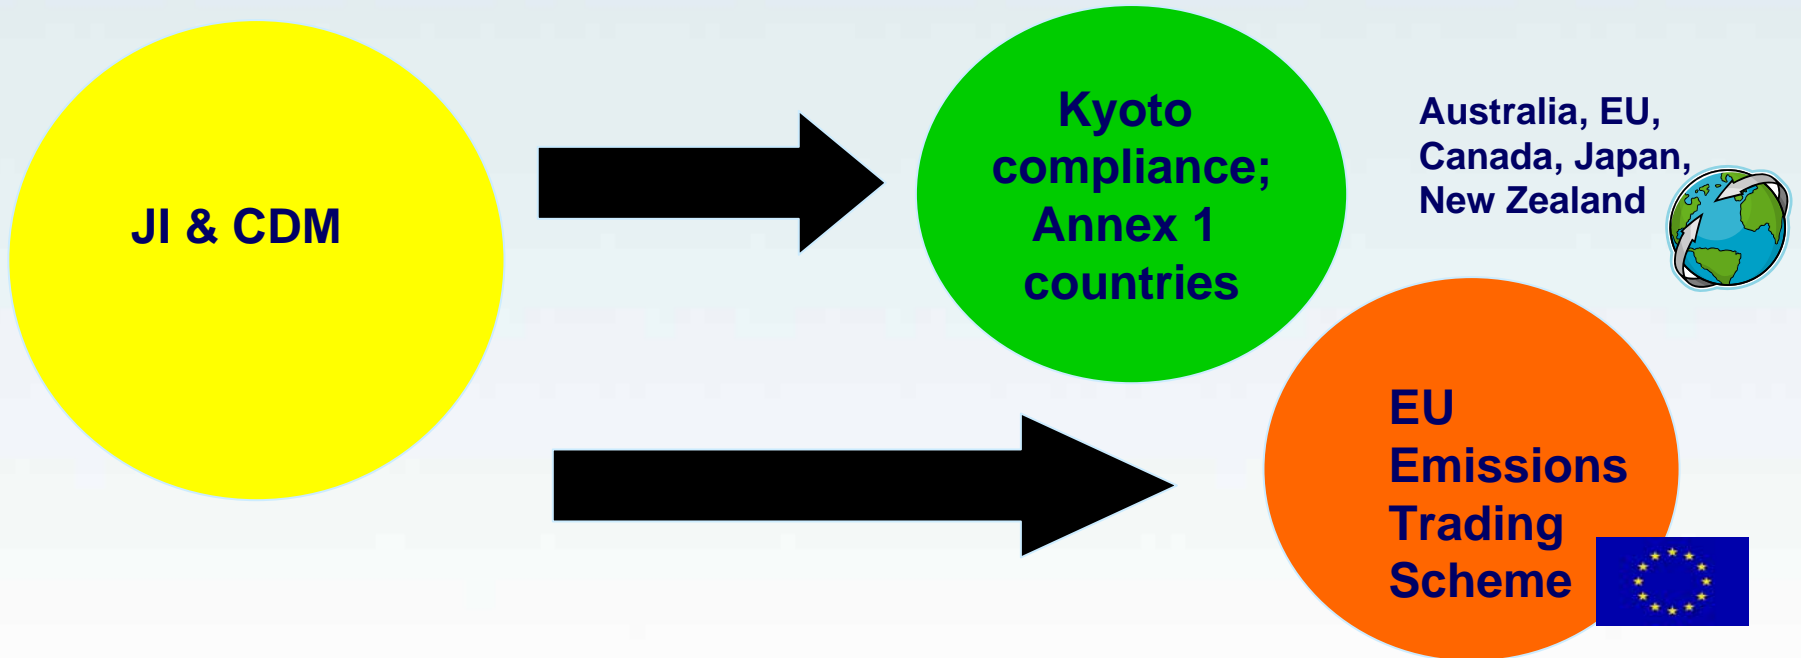 JI & CDM
Kyoto
compliance;
Annex 1
countries
Australia, EU,
Canada, Japan,
New Zealand
EU
Emissions
Trading
Scheme